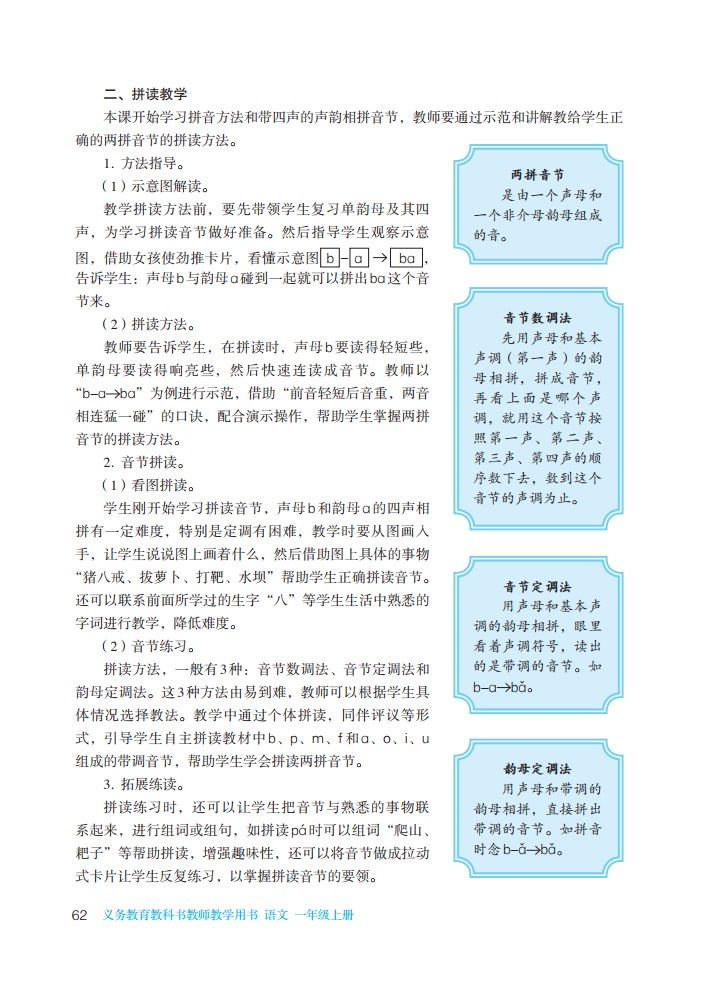 二、拼读教学
本课开始学习拼音方法和带四声的声韵相拼音节，教师要通过示范和讲解教给学生正
确的两拼音节的拼读方法。
1. 方法指导。
（1）示意图解读。
教学拼读方法前，要先带领学生复习单韵母及其四
声，为学习拼读音节做好准备。然后指导学生观察示意
图，借助女孩使劲推卡片，看懂示意图 b – ɑ → bɑ ，
告诉学生：声母b与韵母ɑ碰到一起就可以拼出bɑ这个音
节来。
（2）拼读方法。
教师要告诉学生，在拼读时，声母b要读得轻短些，
单韵母要读得响亮些，然后快速连读成音节。教师以
“b–ɑ→bɑ”为例进行示范，借助“前音轻短后音重，两音
相连猛一碰”的口诀，配合演示操作，帮助学生掌握两拼
音节的拼读方法。
2. 音节拼读。
（1）看图拼读。
学生刚开始学习拼读音节，声母b和韵母ɑ的四声相
拼有一定难度，特别是定调有困难，教学时要从图画入
手，让学生说说图上画着什么，然后借助图上具体的事物
“猪八戒、拔萝卜、打靶、水坝”帮助学生正确拼读音节。
还可以联系前面所学过的生字“八”等学生生活中熟悉的
字词进行教学，降低难度。
（2）音节练习。
拼读方法，一般有3种：音节数调法、音节定调法和
韵母定调法。这3种方法由易到难，教师可以根据学生具
体情况选择教法。教学中通过个体拼读，同伴评议等形
式，引导学生自主拼读教材中b、p、m、f和ɑ、o、i、u
组成的带调音节，帮助学生学会拼读两拼音节。
3. 拓展练读。
拼读练习时，还可以让学生把音节与熟悉的事物联
系起来，进行组词或组句，如拼读pá时可以组词“爬山、
耙子”等帮助拼读，增强趣味性，还可以将音节做成拉动
式卡片让学生反复练习，以掌握拼读音节的要领。
两拼音节
是由一个声母和
一个非介母韵母组成
的音。
音节数调法
先用声母和基本
声调（第一声）的韵
母相拼，拼成音节，
再看上面是哪个声
调，就用这个音节按
照第一声、第二声、
第三声、第四声的顺
序数下去，数到这个
音节的声调为止。
音节定调法
用声母和基本声
调的韵母相拼，眼里
看着声调符号，读出
的是带调的音节。如
b–ɑ→bǎ。
韵母定调法
用声母和带调的
韵母相拼，直接拼出
带调的音节。如拼音
时念b–ǎ→bǎ。
62 义务教育教科书教师教学用书 语文 一年级上册